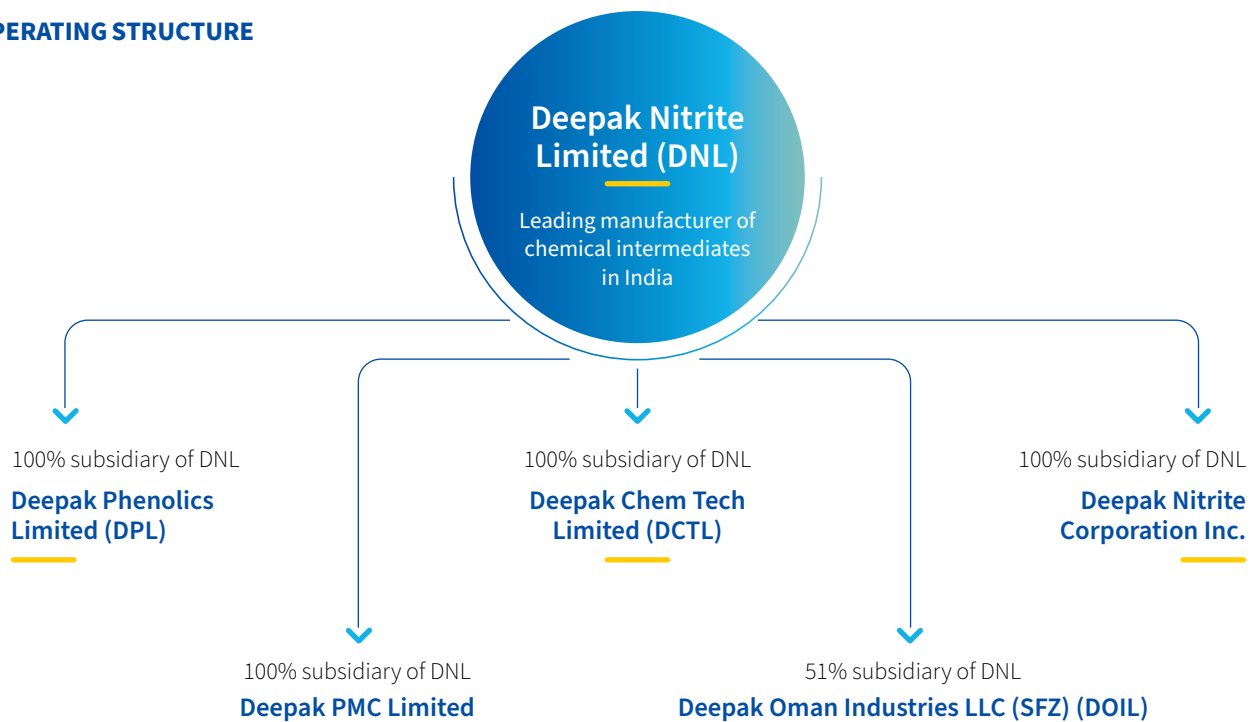 PERATING STRUCTURE
Deepak Nitrite
Limited (DNL)
Leading manufacturer of
chemical intermediates
in India
100% subsidiary of DNL
Deepak Phenolics
Limited (DPL)
100% subsidiary of DNL
Deepak Chem Tech
Limited (DCTL)
100% subsidiary of DNL
Deepak Nitrite
Corporation Inc.
100% subsidiary of DNL
Deepak PMC Limited
51% subsidiary of DNL
Deepak Oman Industries LLC (SFZ) (DOIL)